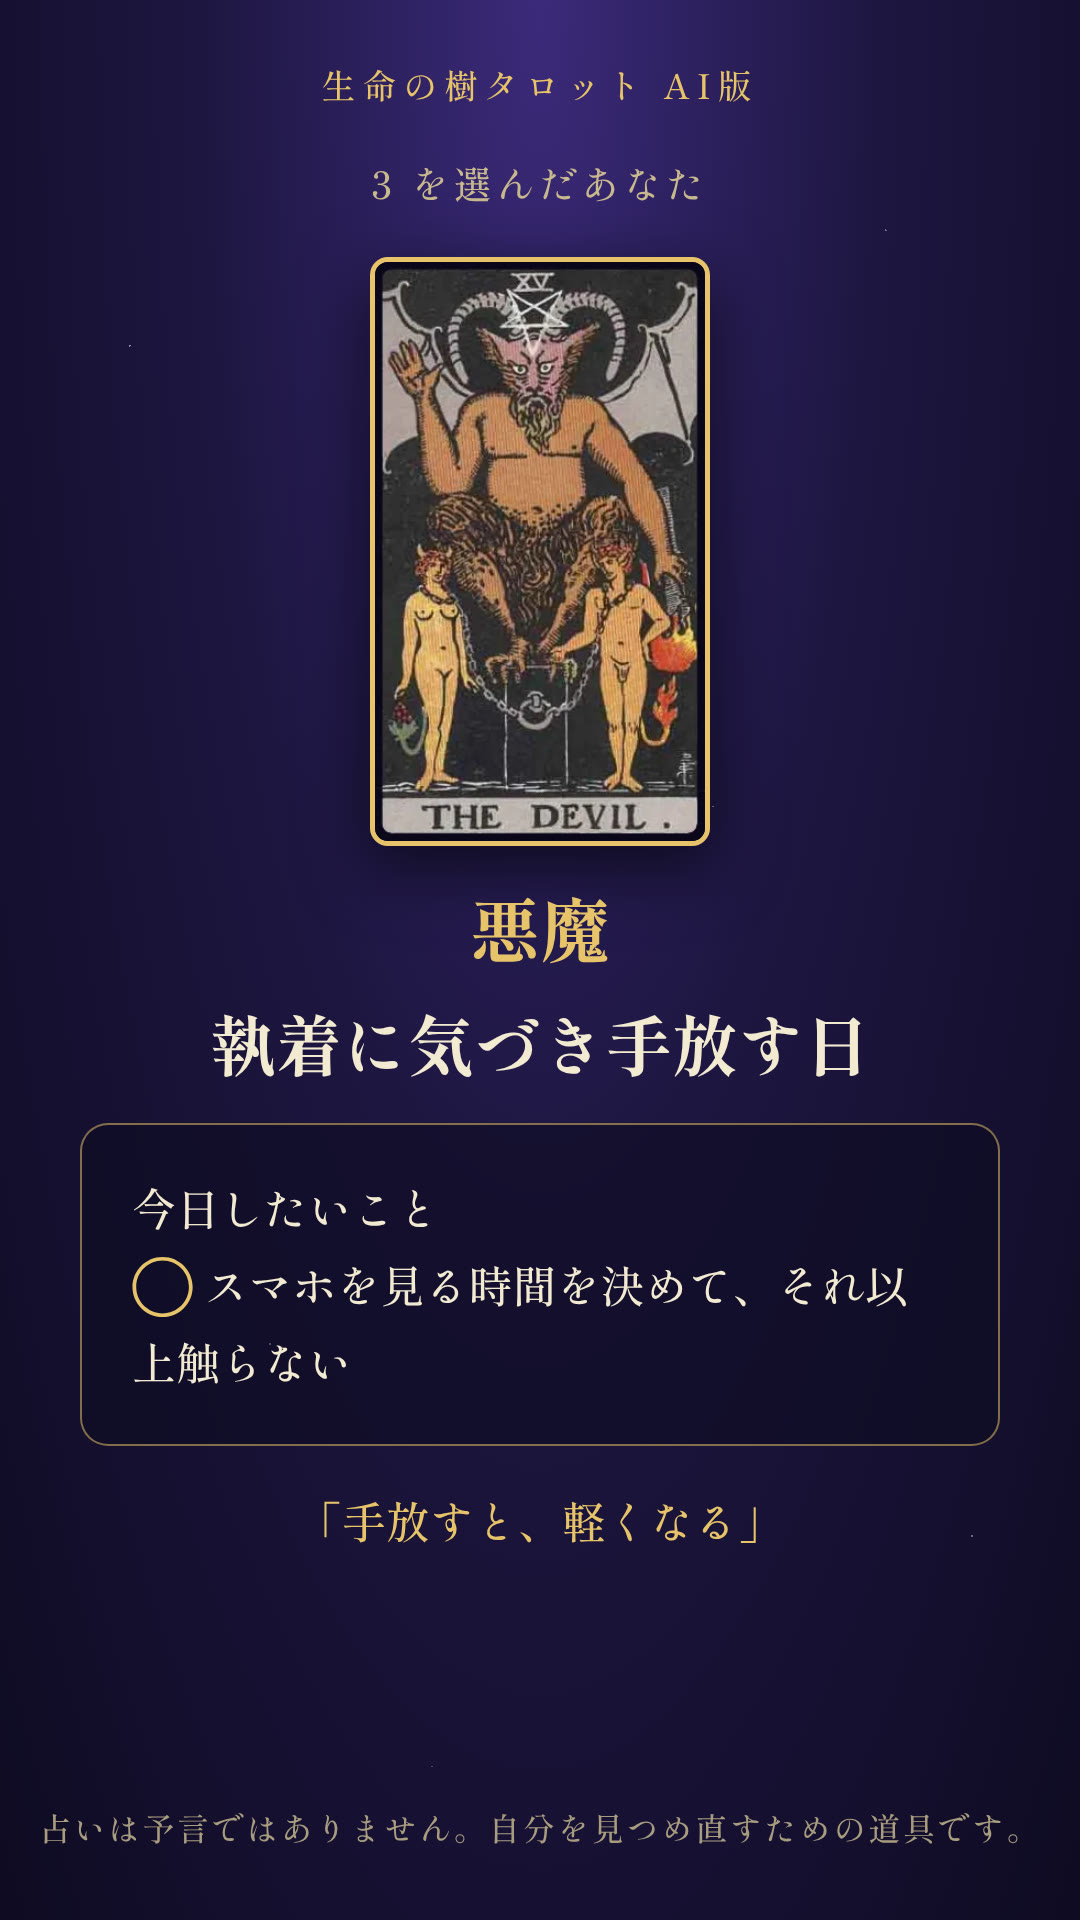 生命の樹タロット AI版
3 を選んだあなた
XV
THE DEVIL .
悪魔
執着に気づき手放す日
今日したいこと
◯ スマホを見る時間を決めて、それ以
上触らない
「手放すと、軽くなる」
占いは予言ではありません。自分を見つめ直すための道具です。